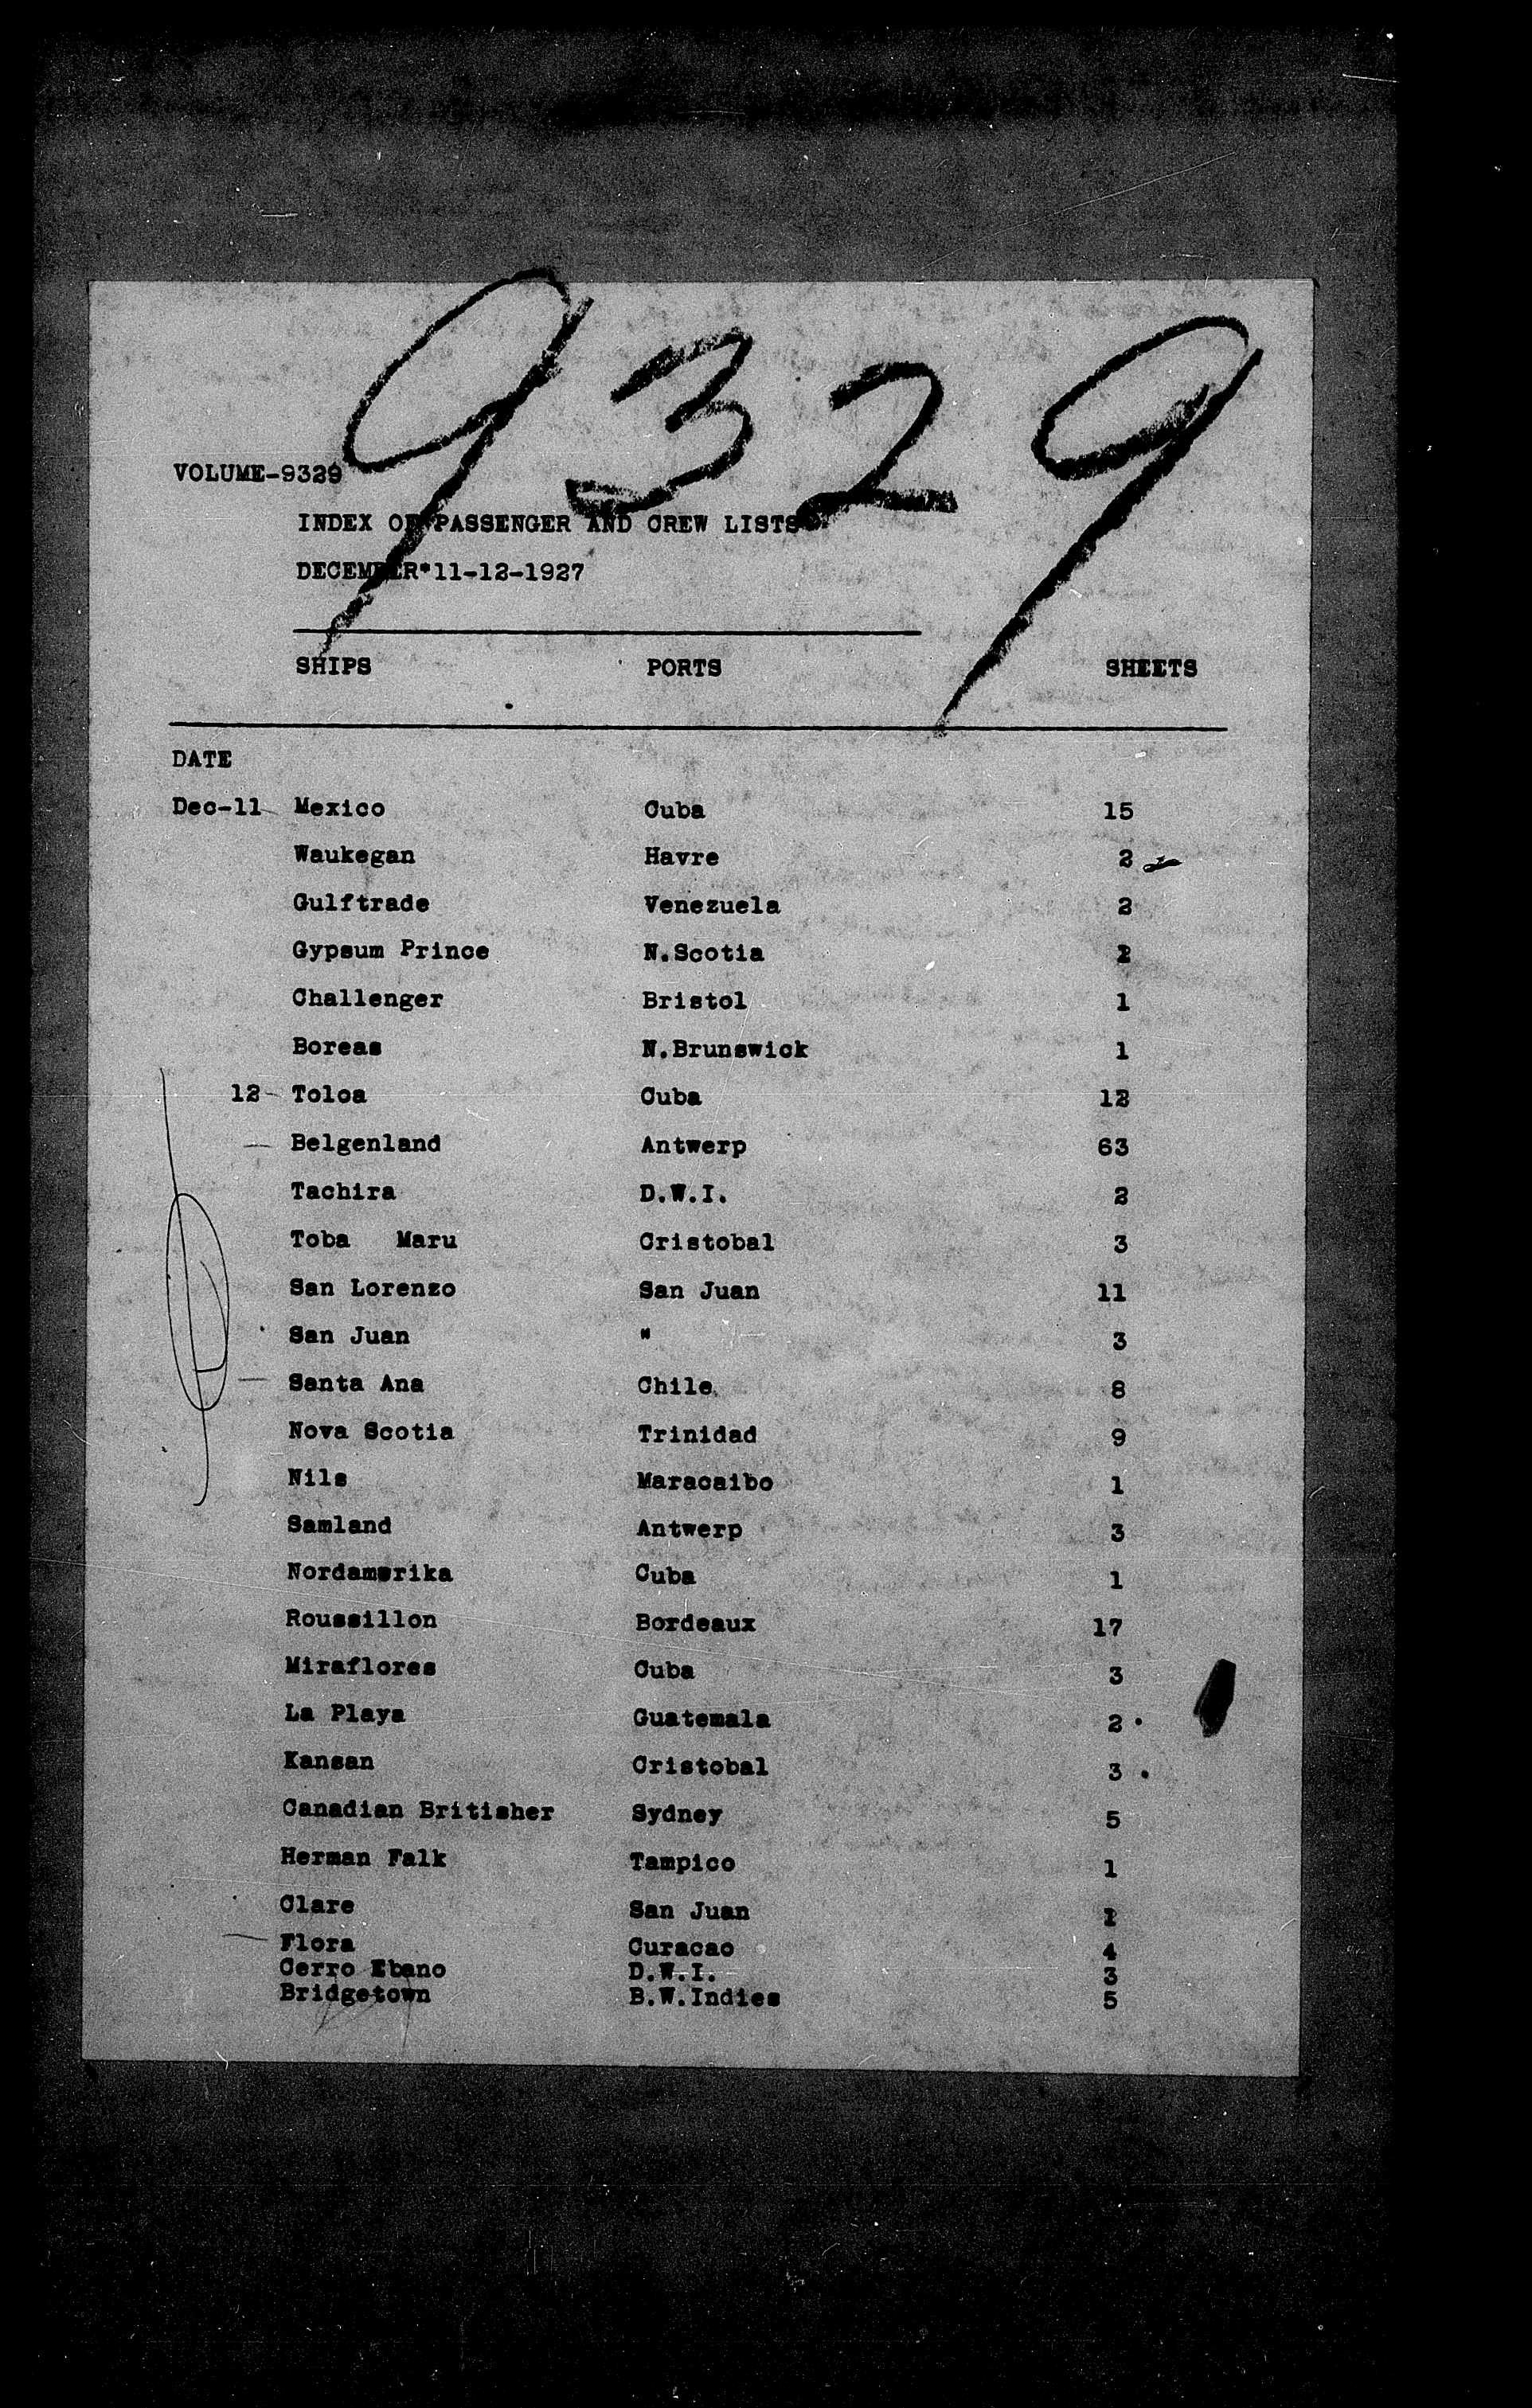 9329
VOLUME-9329
INDEX OF PASSENGER AND CREW LISTS
DECEMBER 11-12-1927
SHIPS PORTS SHEETS
DATE
Dec-11 Mexico Cuba 15
Waukegan Havre 2
Gulftrade Venezuela 2
Gypsum Prince N.Scotia
Challenger Bristol 1
Boreas N.Brunswick 1
12 Toloa Cuba 12
Belgenland Antwerp 63
Tachira D.W.I. 2
Toba Maru Cristobal 3
San Lorenzo San Juan 11
San Juan " 3
Santa Ana Chile 8
Nova Scotia Trinidad 9
Nils Maracaibo 1
Samland Antwerp 3
Nordamerika Cuba 1
Roussillon Bordeaux 17
Miraflores Cuba 3
La Playa Guatemala 2
Kansan Cristobal 3
Canadian Britisher Sydney 5
Herman Falk Tampico 1
Clare San Juan
Flora Curacao 4
Cerro Ebano D.W.I. 3
Bridgetown B.W.Indies 5